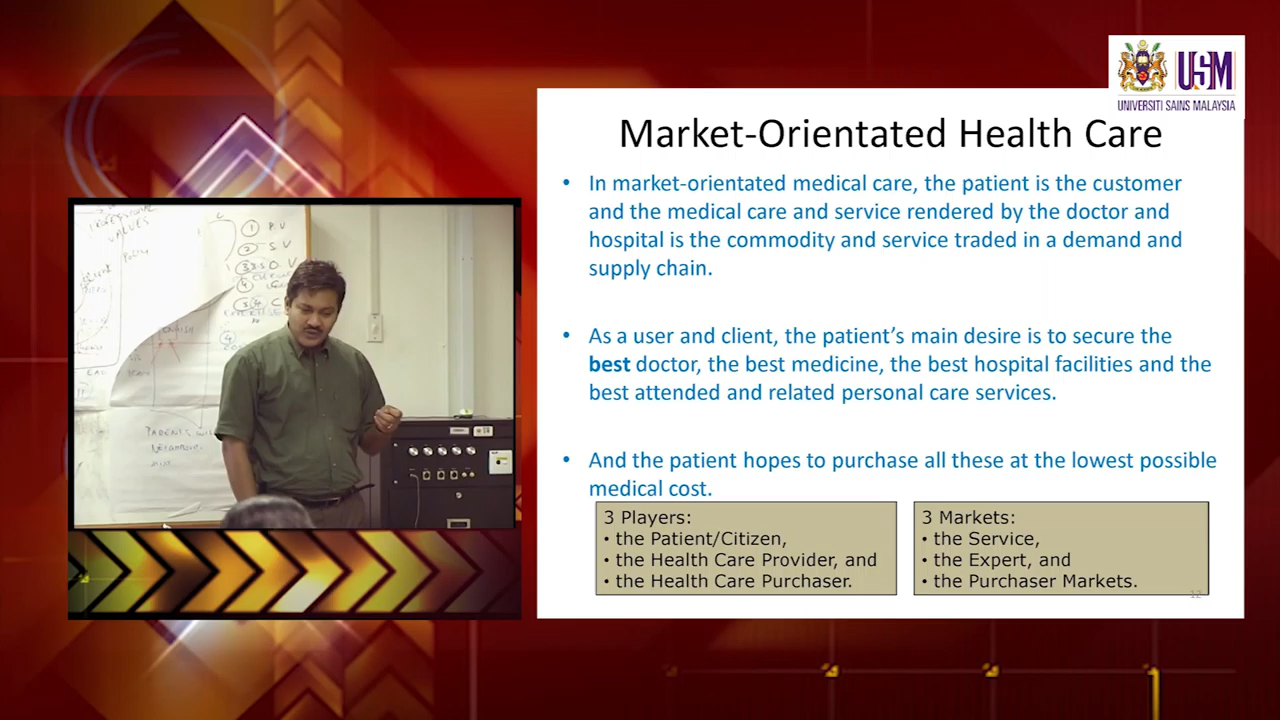 USM
UNIVERSITI SAINS MALAYSIA
Market-Orientated Health Care
• In market-orientated medical care, the patient is the customer
and the medical care and service rendered by the doctor and
hospital is the commodity and service traded in a demand and
supply chain.
• As a user and client, the patient’s main desire is to secure the
best doctor, the best medicine, the best hospital facilities and the
best attended and related personal care services.
• And the patient hopes to purchase all these at the lowest possible
medical cost.
3 Players:
• the Patient/Citizen,
• the Health Care Provider, and
• the Health Care Purchaser.
3 Markets:
• the Service,
• the Expert, and
• the Purchaser Markets.
12
VALUES
1 P.V
2 S.V